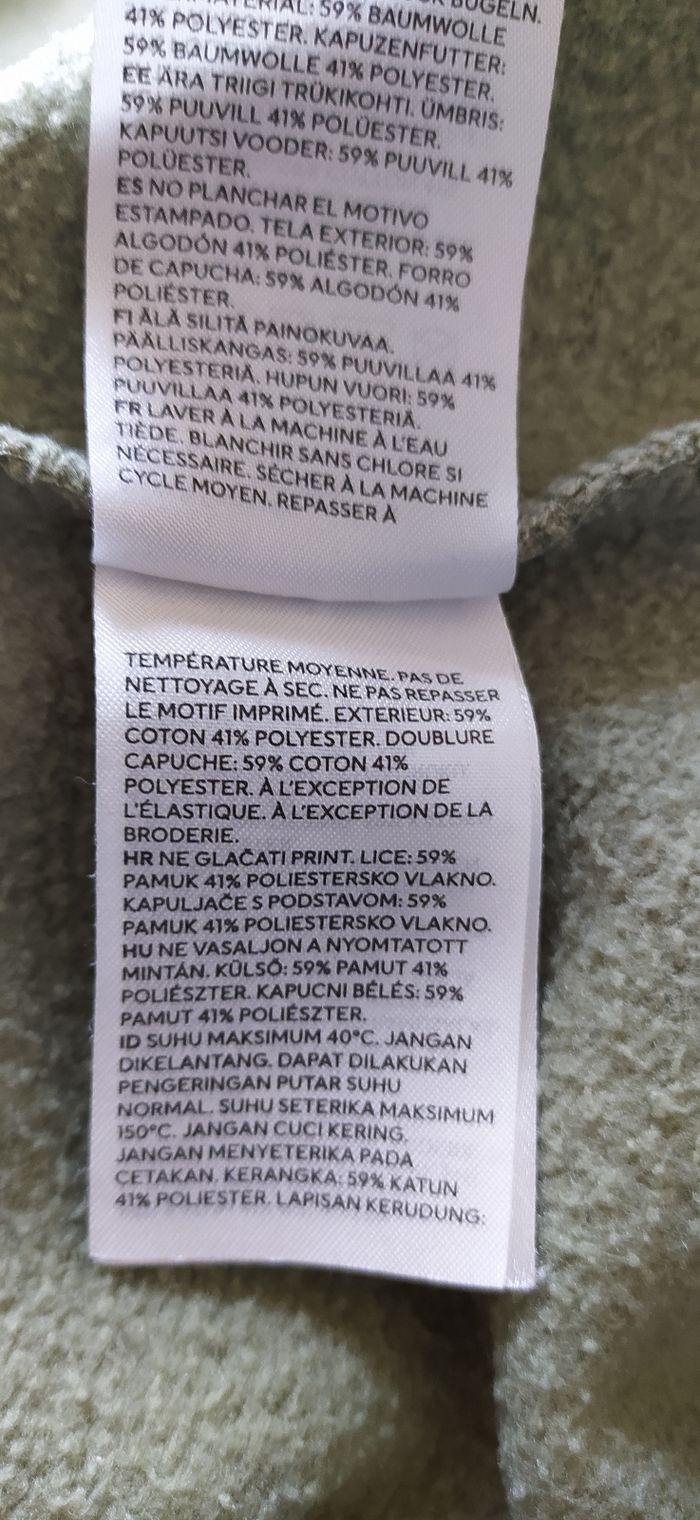 BÜGELN.
59% BAUMWOLLE
41% POLYESTER. KAPUZENFUTTER:
59% BAUMWOLLE 41% POLYESTER.
EE ÄRA TRIIGI TRÜKIKOHTI. ÜMBRIS:
59% PUUVILL 41% POLÜESTER.
KAPUUTSI VOODER: 59% PUUVILL 41%
POLÜESTER.
ES NO PLANCHAR EL MOTIVO
ESTAMPADO. TELA EXTERIOR: 59%
ALGODÓN 41% POLIÉSTER. FORRO
DE CAPUCHA: 59% ALGODÓN 41%
POLIÉSTER.
FI ÄLÄ SILITÄ PAINOKUVAA.
PÄÄLLISKANGAS: 59% PUUVILLAA 41%
POLYESTERIÄ. HUPUN VUORI: 59%
PUUVILLAA 41% POLYESTERIÄ.
FR LAVER À LA MACHINE À L'EAU
TIÈDE. BLANCHIR SANS CHLORE SI
NÉCESSAIRE. SÉCHER À LA MACHINE
CYCLE MOYEN. REPASSER À
TEMPÉRATURE MOYENNE. PAS DE
NETTOYAGE À SEC. NE PAS REPASSER
LE MOTIF IMPRIMÉ. EXTERIEUR: 59%
COTON 41% POLYESTER. DOUBLURE
CAPUCHE: 59% COTON 41%
POLYESTER. À L'EXCEPTION DE
L'ÉLASTIQUE. À L'EXCEPTION DE LA
BRODERIE.
HR NE GLAČATI PRINT. LICE: 59%
PAMUK 41% POLIESTERSKO VLAKNO.
KAPULJAČE S PODSTAVOM: 59%
PAMUK 41% POLIESTERSKO VLAKNO.
HU NE VASALJON A NYOMTATOTT
MINTÁN. KÜLSŐ: 59% PAMUT 41%
POLIÉSZTER. KAPUCNI BÉLÉS: 59%
PAMUT 41% POLIÉSZTER.
ID SUHU MAKSIMUM 40°C. JANGAN
DIKELANTANG. DAPAT DILAKUKAN
PENGERINGAN PUTAR SUHU
NORMAL. SUHU SETERIKA MAKSIMUM
150°C. JANGAN CUCI KERING.
JANGAN MENYETERIKA PADA
CETAKAN. KERANGKA: 59% KATUN
41% POLIESTER. LAPISAN KERUDUNG: